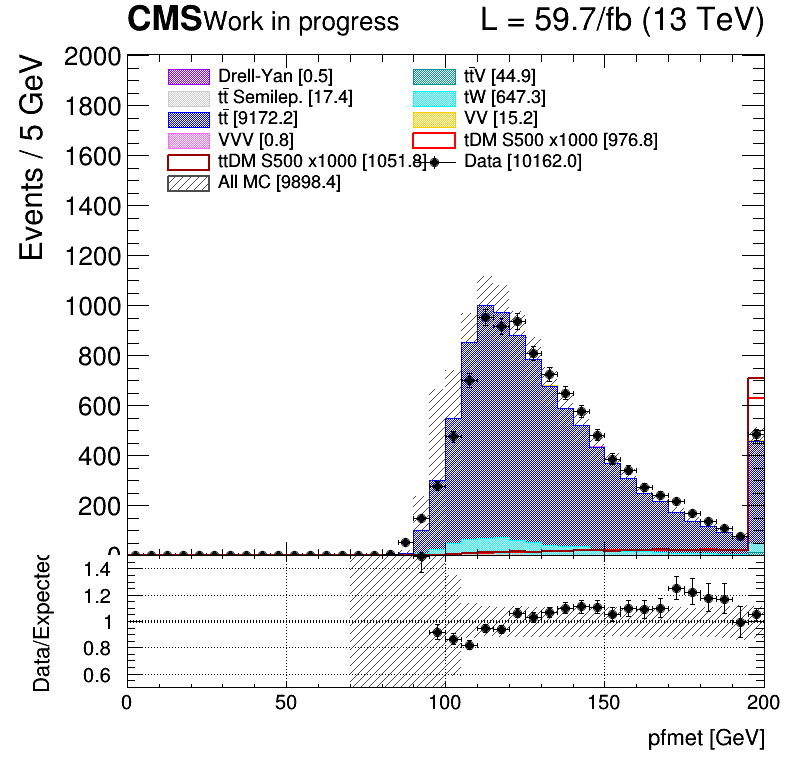 CMS Work in progress L = 59.7/fb (13 TeV)
Events / 5 GeV
2000
1800
1600
1400
1200
1000
800
600
400
200
0
Drell-Yan [0.5] tt̄V [44.9]
tt̄ Semilep. [17.4] tW [647.3]
tt̄ [9172.2] VV [15.2]
VVV [0.8] tDM S500 x1000 [976.8]
ttDM S500 x1000 [1051.8] Data [10162.0]
All MC [9898.4]
Data/Expected
1.4
1.2
1
0.8
0.6
0 50 100 150 200
pfmet [GeV]